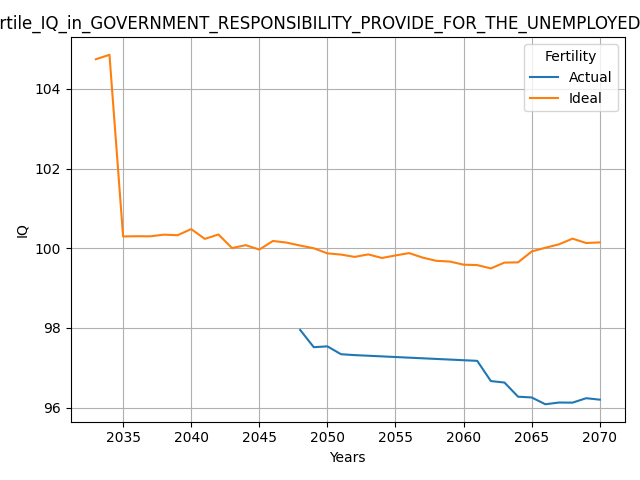 rtile_IQ_in_GOVERNMENT_RESPONSIBILITY_PROVIDE_FOR_THE_UNEMPLOYED
Fertility
Actual
Ideal
104
102
100
98
96
IQ
2035 2040 2045 2050 2055 2060 2065 2070
Years